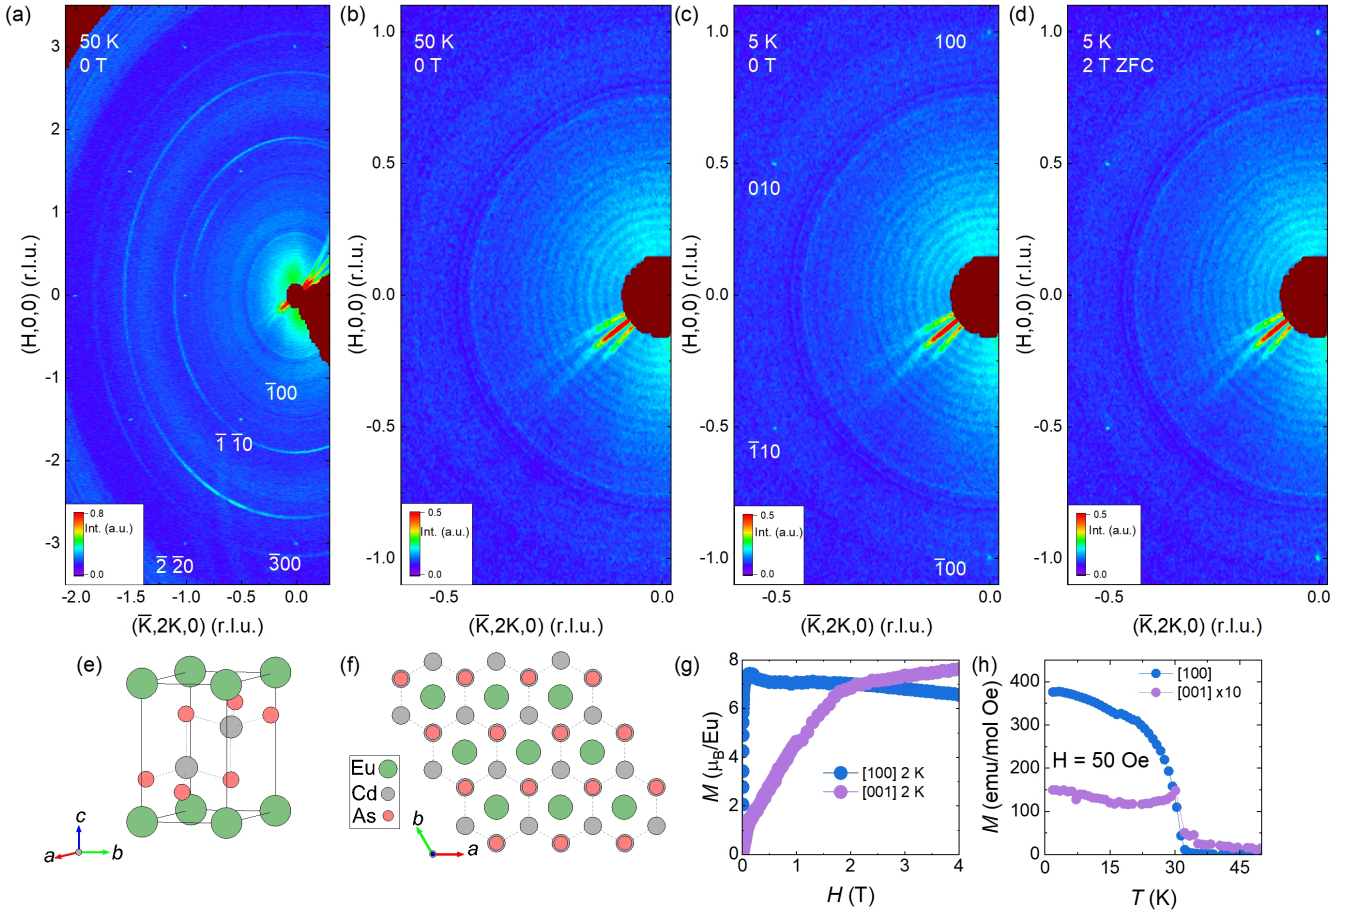 (a)
50 K
0 T
3
2
1
0
-1
-2
-3
(H,0,0) (r.l.u.)
1̅00
1̅ 1̅0
2̅ 2̅0
3̅00
0.8
Int. (a.u.)
0.0
-2.0 -1.5 -1.0 -0.5 0.0
(K̅,2K,0) (r.l.u.)
(b)
50 K
0 T
1.0
0.5
0.0
-0.5
-1.0
(H,0,0) (r.l.u.)
0.5
Int. (a.u.)
0.0
-0.5 0.0
(K̅,2K,0) (r.l.u.)
(c)
5 K
0 T
100
010
1̅10
1̅00
1.0
0.5
0.0
-0.5
-1.0
(H,0,0) (r.l.u.)
0.5
Int. (a.u.)
0.0
-0.5 0.0
(K̅,2K,0) (r.l.u.)
(d)
5 K
2 T ZFC
1.0
0.5
0.0
-0.5
-1.0
(H,0,0) (r.l.u.)
0.5
Int. (a.u.)
0.0
-0.5 0.0
(K̅,2K,0) (r.l.u.)
(e)
c
a
b
(f)
Eu
Cd
As
b
a
(g)
8
6
4
2
0
M (μB/Eu)
[100] 2 K
[001] 2 K
0 1 2 3 4
H (T)
(h)
400
300
200
100
0
M (emu/mol Oe)
[100]
[001] x10
H = 50 Oe
0 15 30 45
T (K)